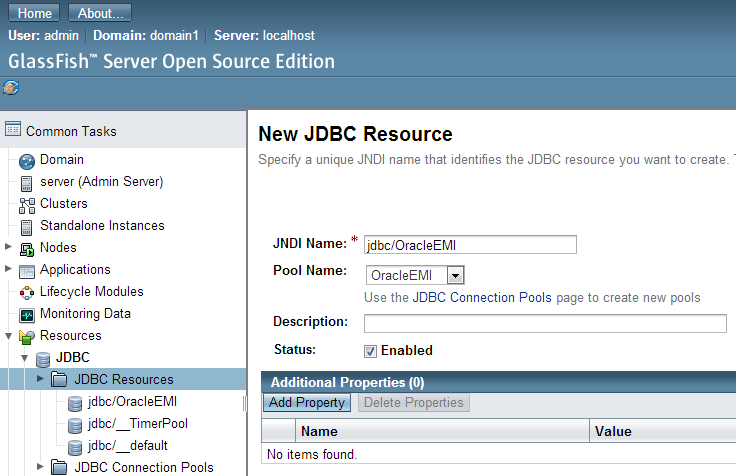 Home About...
User: admin Domain: domain1 Server: localhost
GlassFish™ Server Open Source Edition
Common Tasks
Domain
server (Admin Server)
Clusters
Standalone Instances
Nodes
Applications
Lifecycle Modules
Monitoring Data
Resources
JDBC
JDBC Resources
jdbc/OracleEMI
jdbc/__TimerPool
jdbc/__default
JDBC Connection Pools
New JDBC Resource
Specify a unique JNDI name that identifies the JDBC resource you want to create.
JNDI Name: * jdbc/OracleEMI
Pool Name: OracleEMI
Use the JDBC Connection Pools page to create new pools
Description:
Status: Enabled
Additional Properties (0)
Add Property Delete Properties
Name Value
No items found.